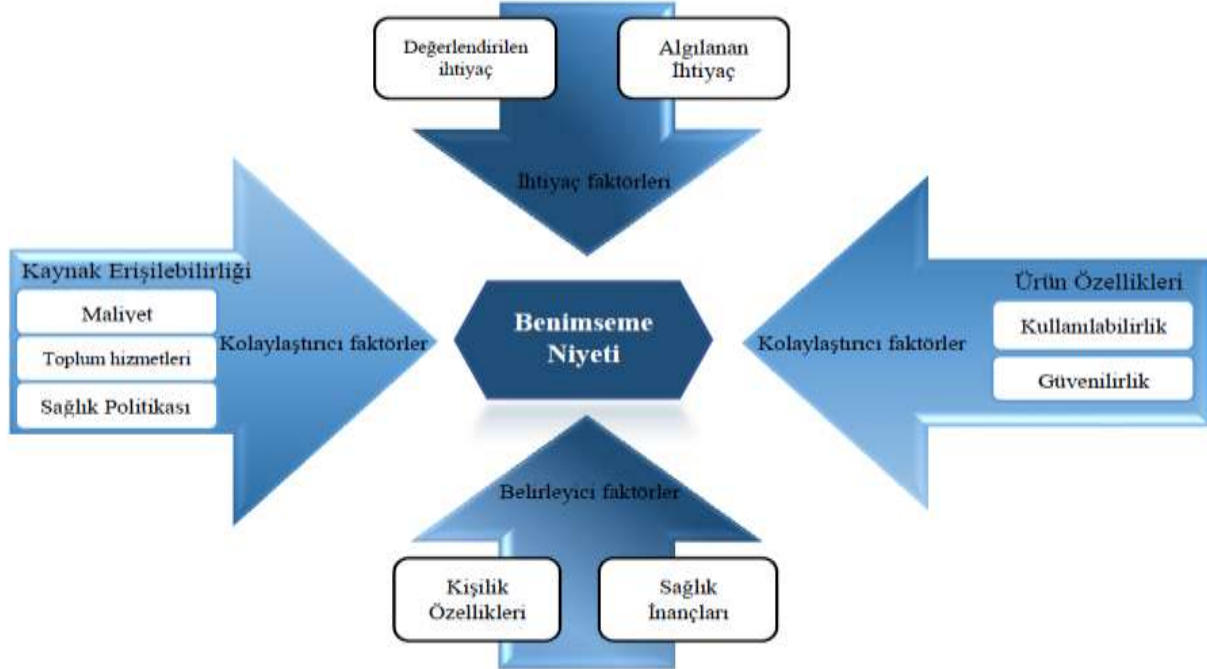 Değerlendirilen
ihtiyaç
Algılanan
İhtiyaç
İhtiyaç faktörleri
Kaynak Erişilebilirliği
Maliyet
Toplum hizmetleri
Sağlık Politikası
Kolaylaştırıcı faktörler
Benimseme
Niyeti
Kolaylaştırıcı faktörler
Ürün Özellikleri
Kullanılabilirlik
Güvenilirlik
Belirleyici faktörler
Kişilik
Özellikleri
Sağlık
İnançları